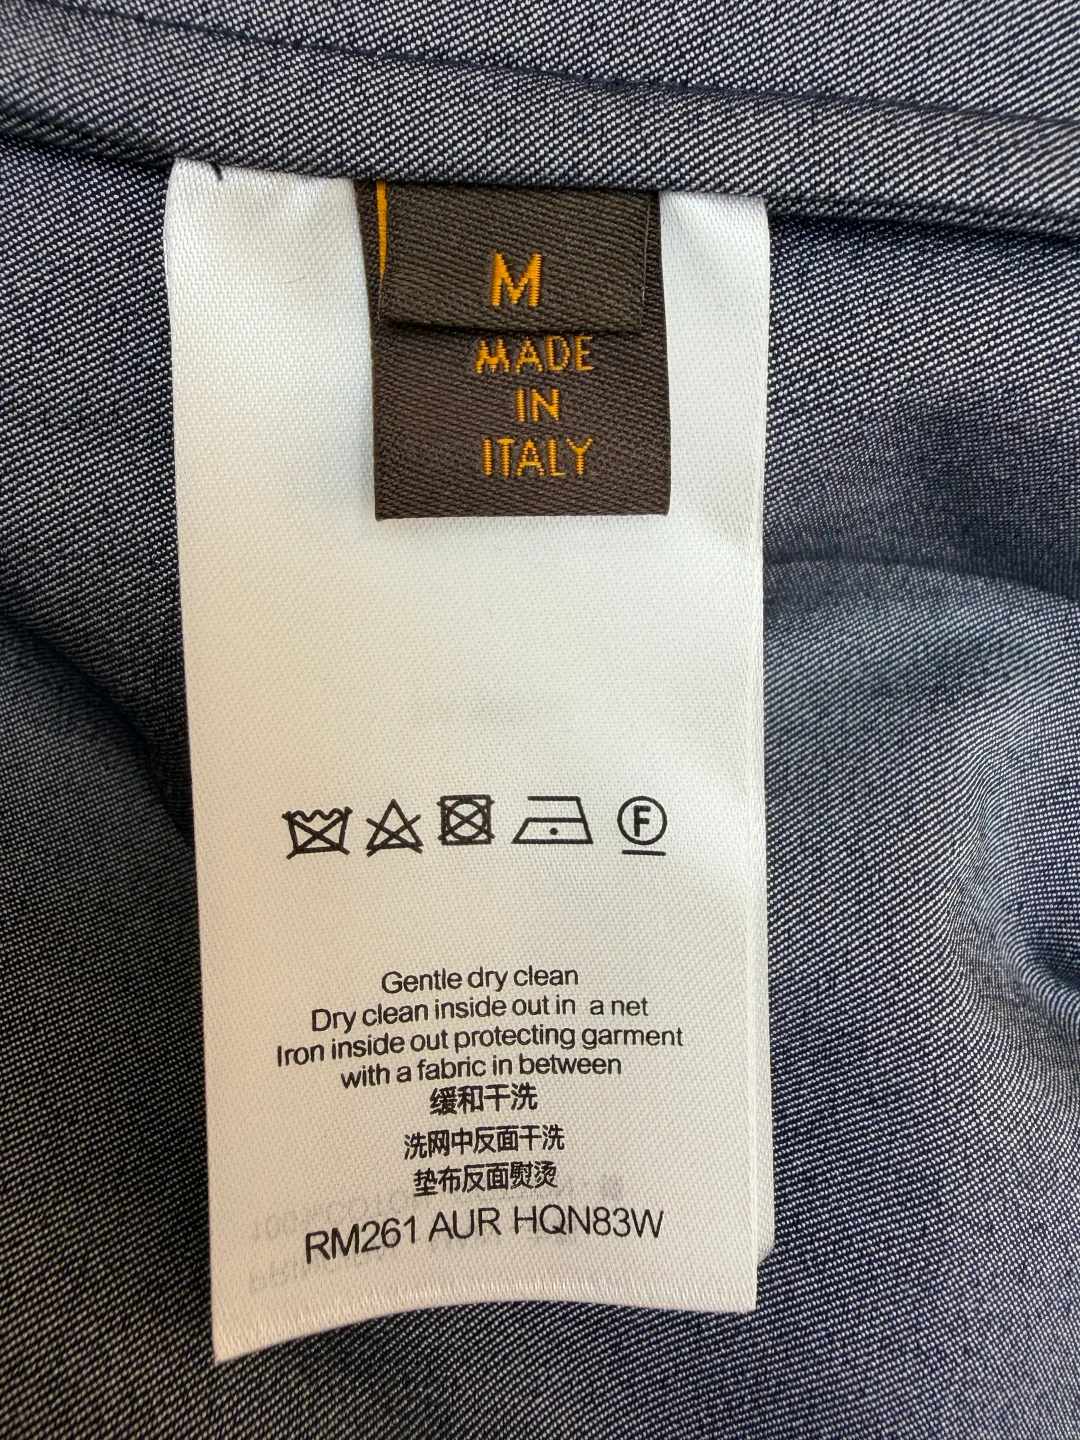 M
MADE
IN
ITALY
F
Gentle dry clean
Dry clean inside out in a net
Iron inside out protecting garment
with a fabric in between
缓和干洗
洗网中反面干洗
垫布反面熨烫
RM261 AUR HQN83W